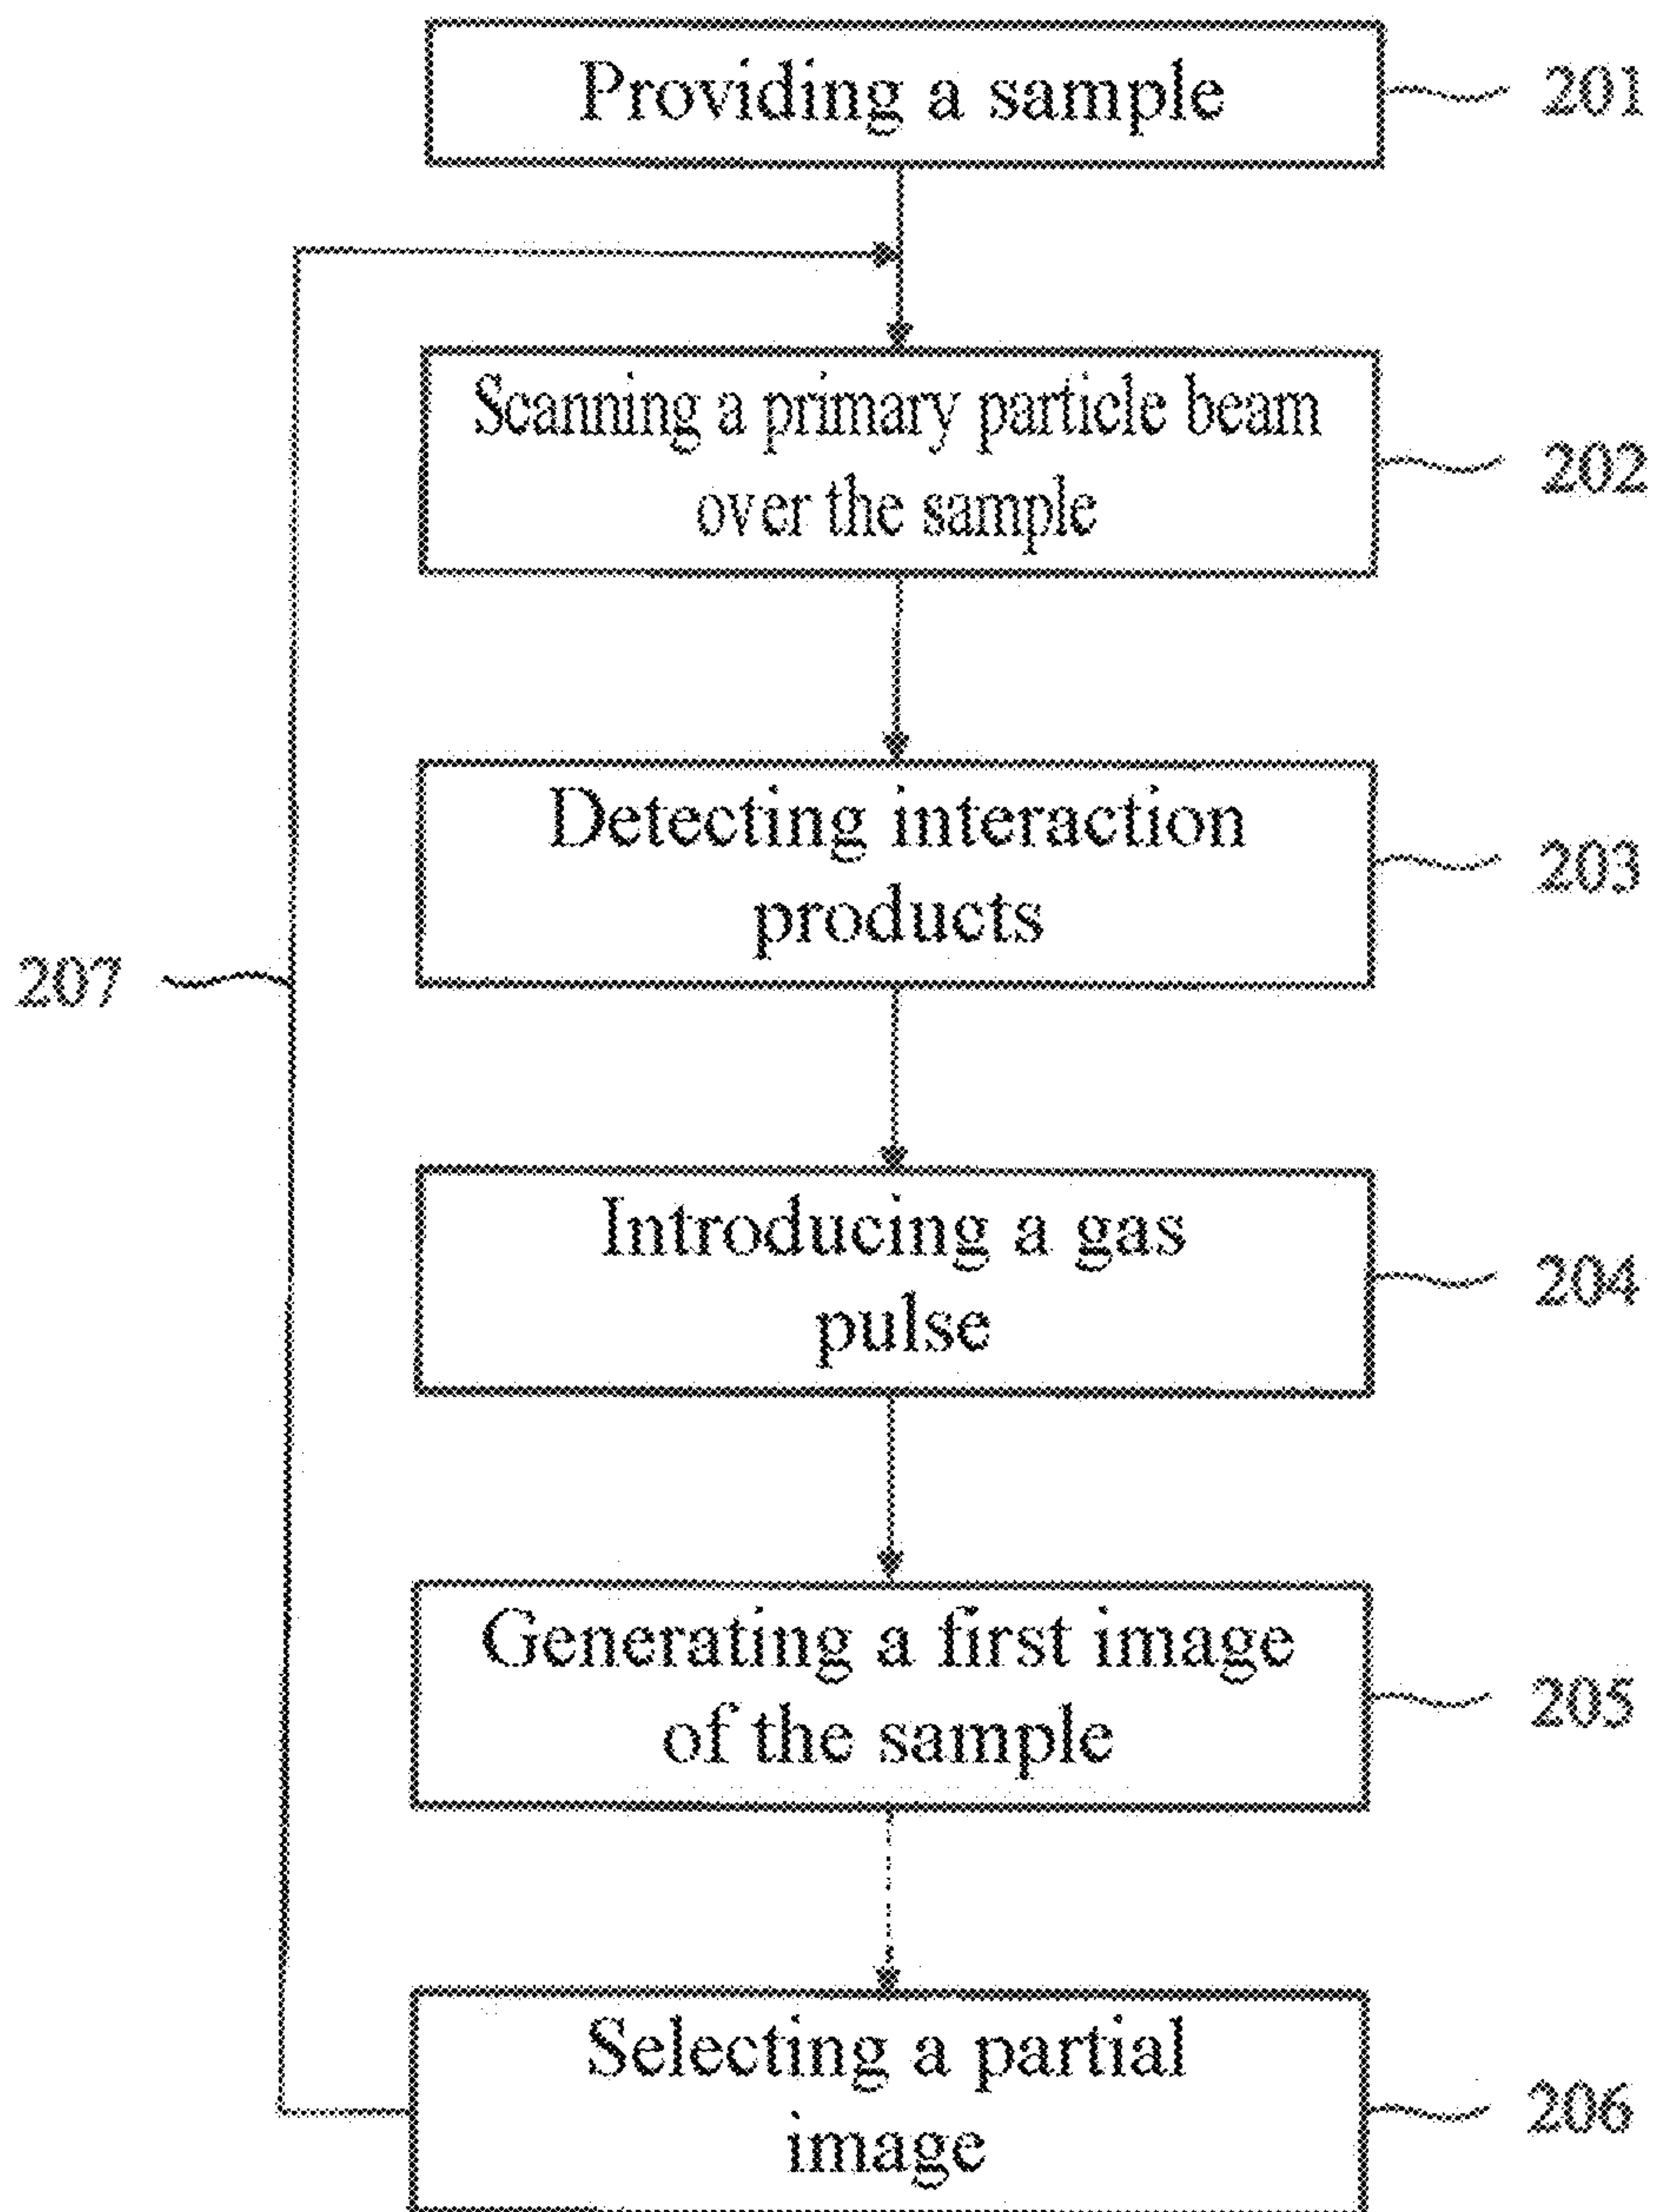 Providing a sample
201
Scanning a primary particle beam
over the sample
202
Detecting interaction
products
203
207
Introducing a gas
pulse
204
Generating a first image
of the sample
205
Selecting a partial
image
206